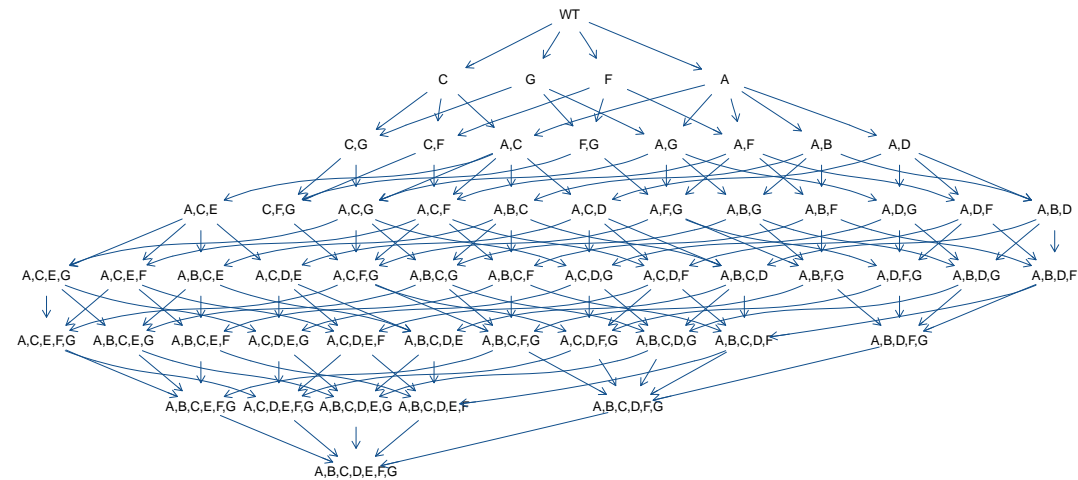 WT
C G F A
C,G C,F A,C F,G A,G A,F A,B A,D
A,C,E C,F,G A,C,G A,C,F A,B,C A,C,D A,F,G A,B,G A,B,F A,D,G A,D,F A,B,D
A,C,E,G A,C,E,F A,B,C,E A,C,D,E A,C,F,G A,B,C,G A,B,C,F A,C,D,G A,C,D,F A,B,C,D A,B,F,G A,D,F,G A,B,D,G A,B,D,F
A,C,E,F,G A,B,C,E,G A,B,C,E,F A,C,D,E,G A,C,D,E,F A,B,C,D,E A,B,C,F,G A,C,D,F,G A,B,C,D,G A,B,C,D,F A,B,D,F,G
A,B,C,E,F,G A,C,D,E,F,G A,B,C,D,E,G A,B,C,D,E,F A,B,C,D,F,G
A,B,C,D,E,F,G